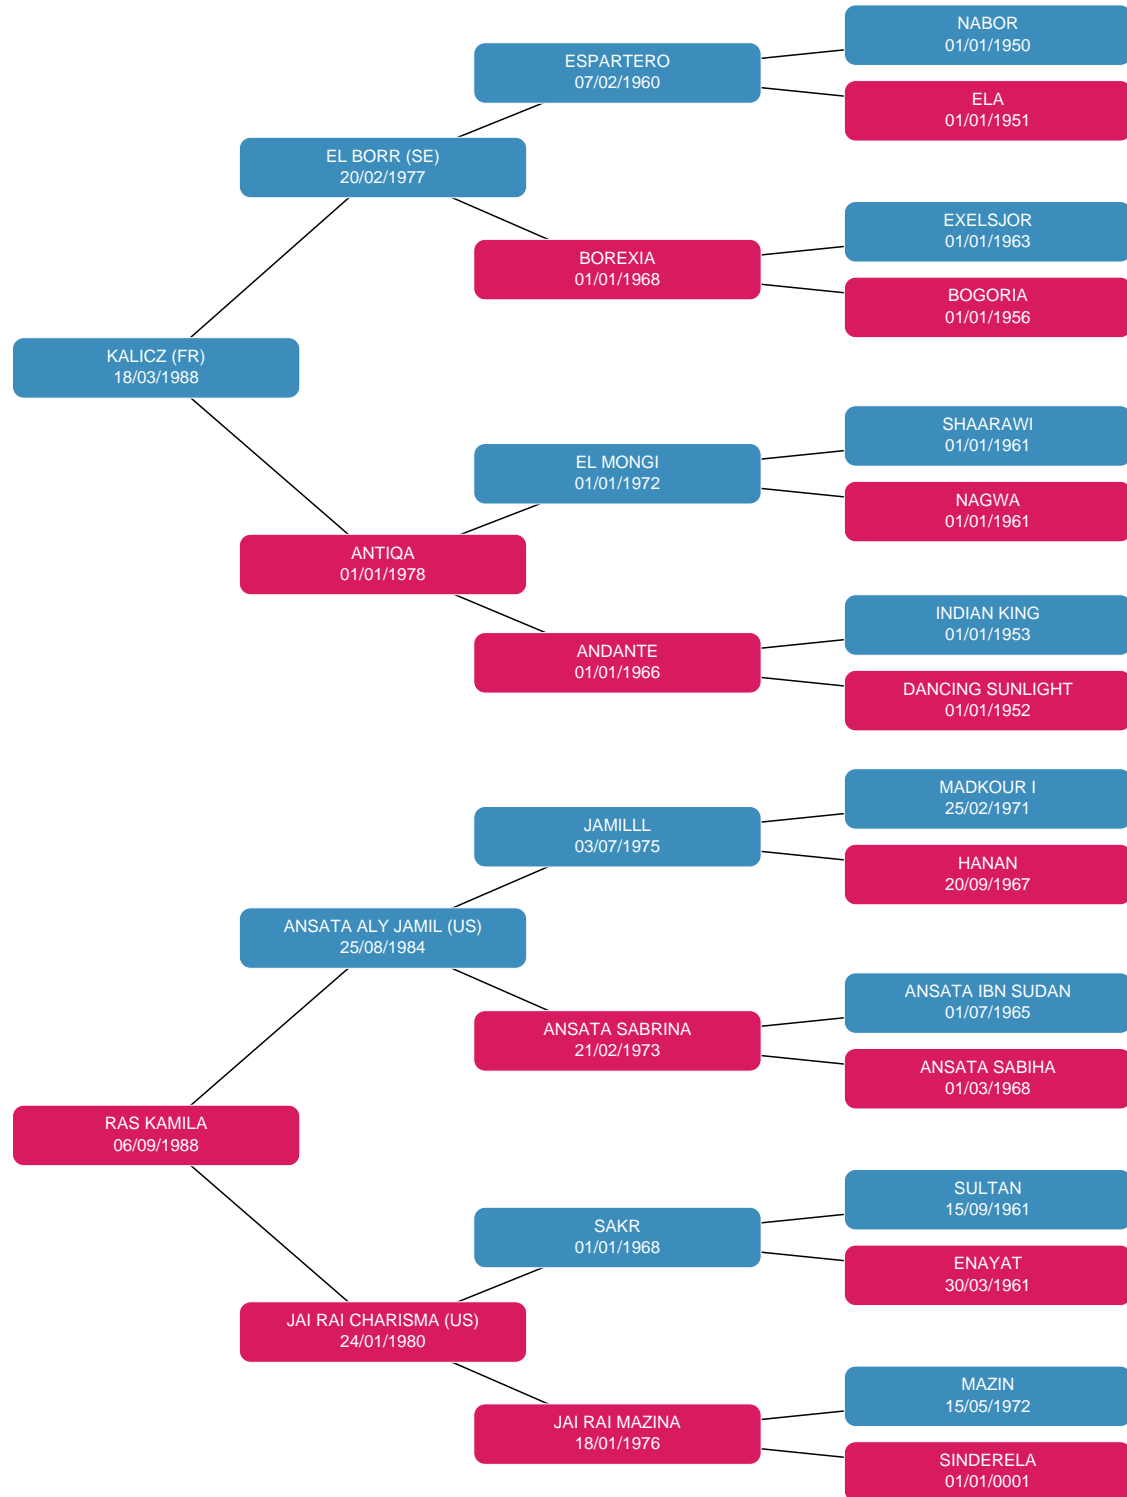 NABOR
01/01/1950
ESPARTERO
07/02/1960
ELA
01/01/1951
EL BORR (SE)
20/02/1977
EXELSJOR
01/01/1963
BOREXIA
01/01/1968
BOGORIA
01/01/1956
KALICZ (FR)
18/03/1988
SHAARAWI
01/01/1961
EL MONGI
01/01/1972
NAGWA
01/01/1961
ANTIQA
01/01/1978
INDIAN KING
01/01/1953
ANDANTE
01/01/1966
DANCING SUNLIGHT
01/01/1952
MADKOUR I
25/02/1971
JAMILLL
03/07/1975
HANAN
20/09/1967
ANSATA ALY JAMIL (US)
25/08/1984
ANSATA IBN SUDAN
01/07/1965
ANSATA SABRINA
21/02/1973
ANSATA SABIHA
01/03/1968
RAS KAMILA
06/09/1988
SULTAN
15/09/1961
SAKR
01/01/1968
ENAYAT
30/03/1961
JAI RAI CHARISMA (US)
24/01/1980
MAZIN
15/05/1972
JAI RAI MAZINA
18/01/1976
SINDERELA
01/01/0001